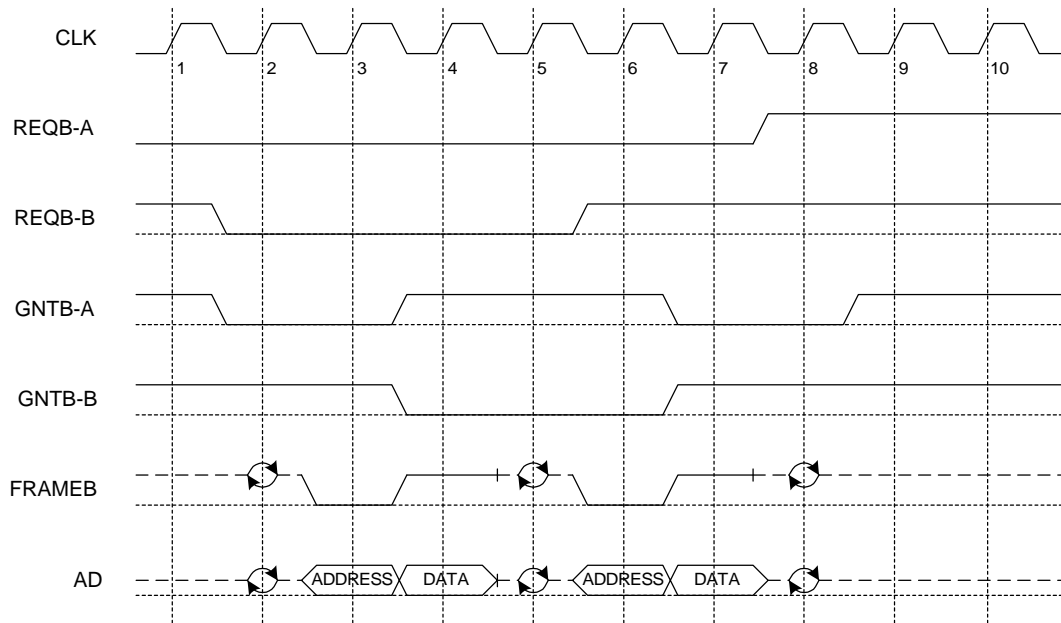 CLK
1 2 3 4 5 6 7 8 9 10
REQB-A
REQB-B
GNTB-A
GNTB-B
FRAMEB
AD ADDRESS DATA ADDRESS DATA